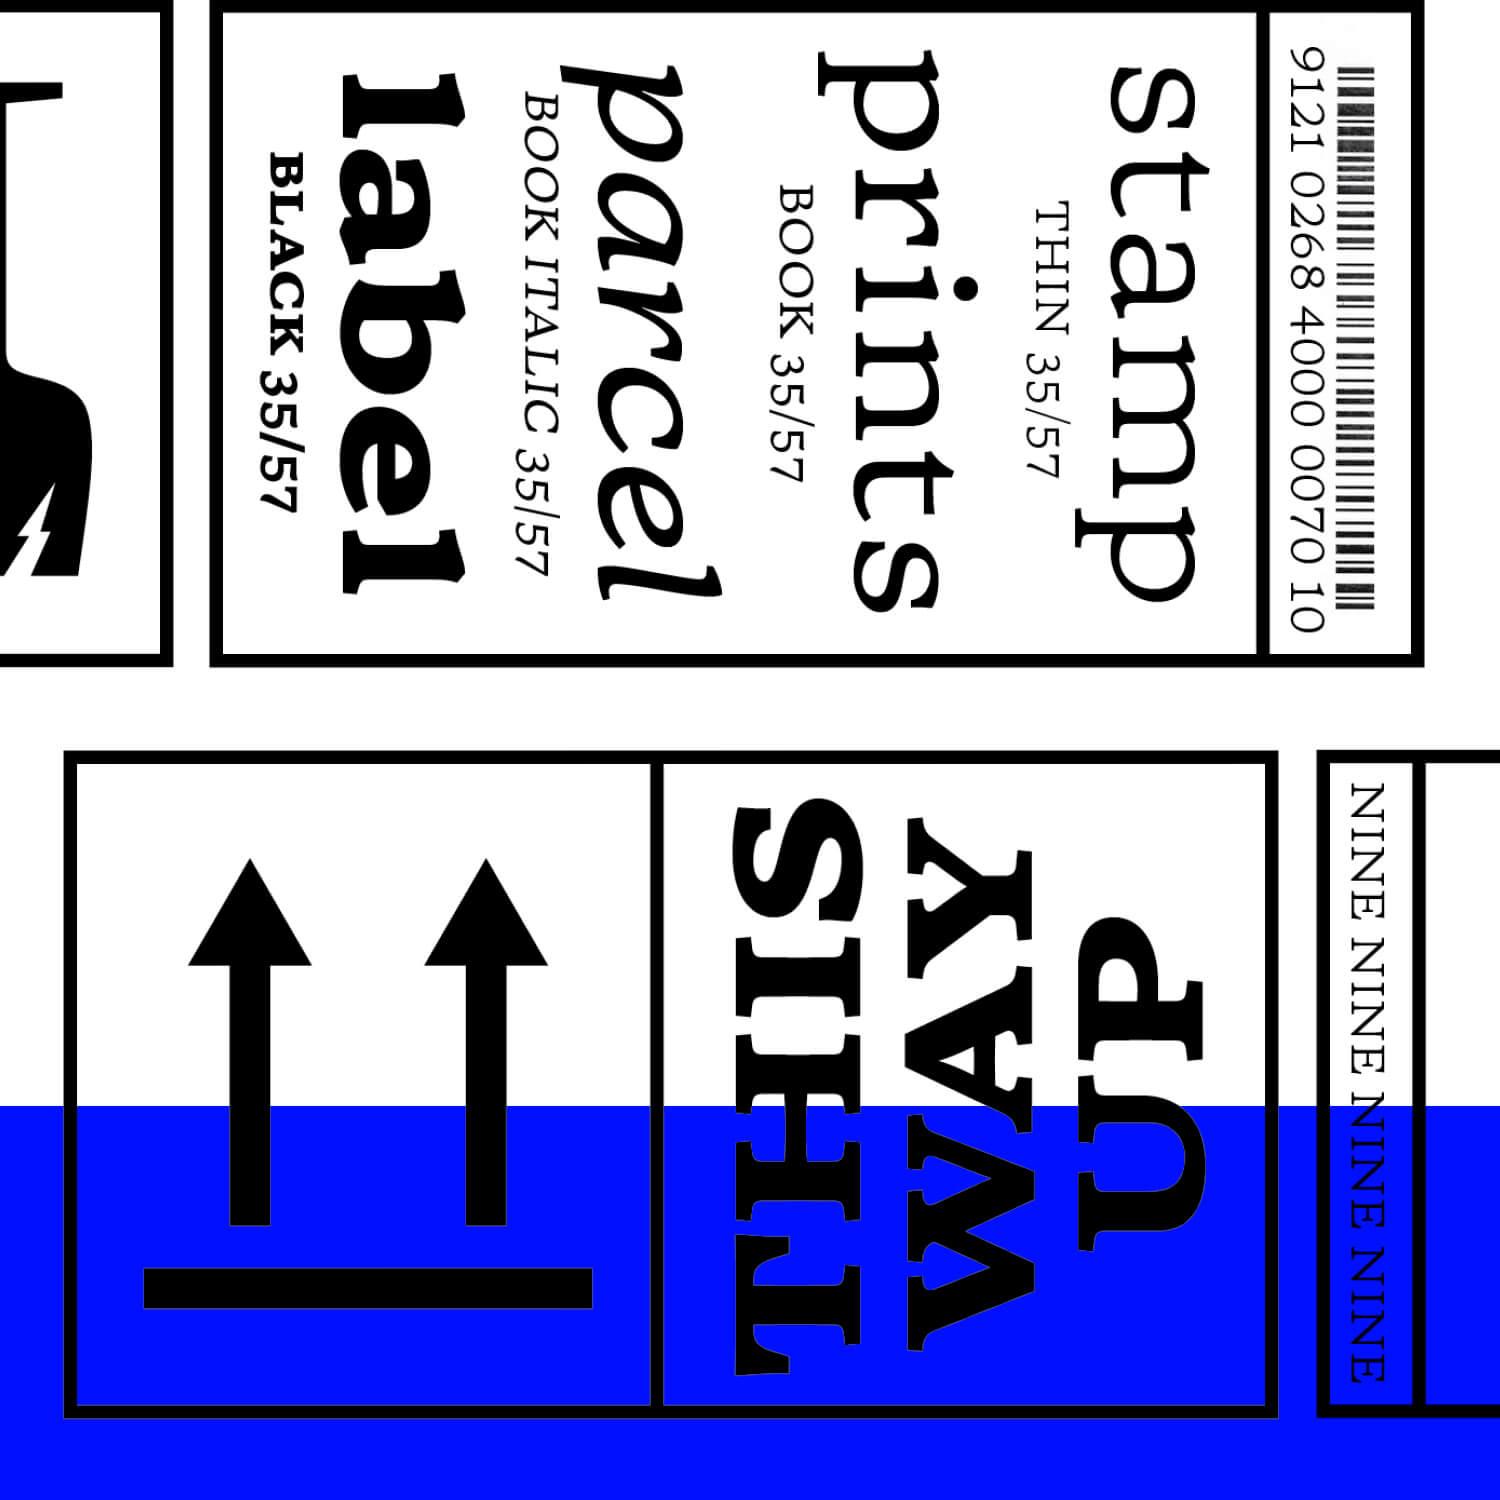 9121 0268 4000 0070 10
stamp
THIN 35/57
prints
BOOK 35/57
parcel
BOOK ITALIC 35/57
label
BLACK 35/57
THIS
WAY
UP
NINE NINE NINE NINE